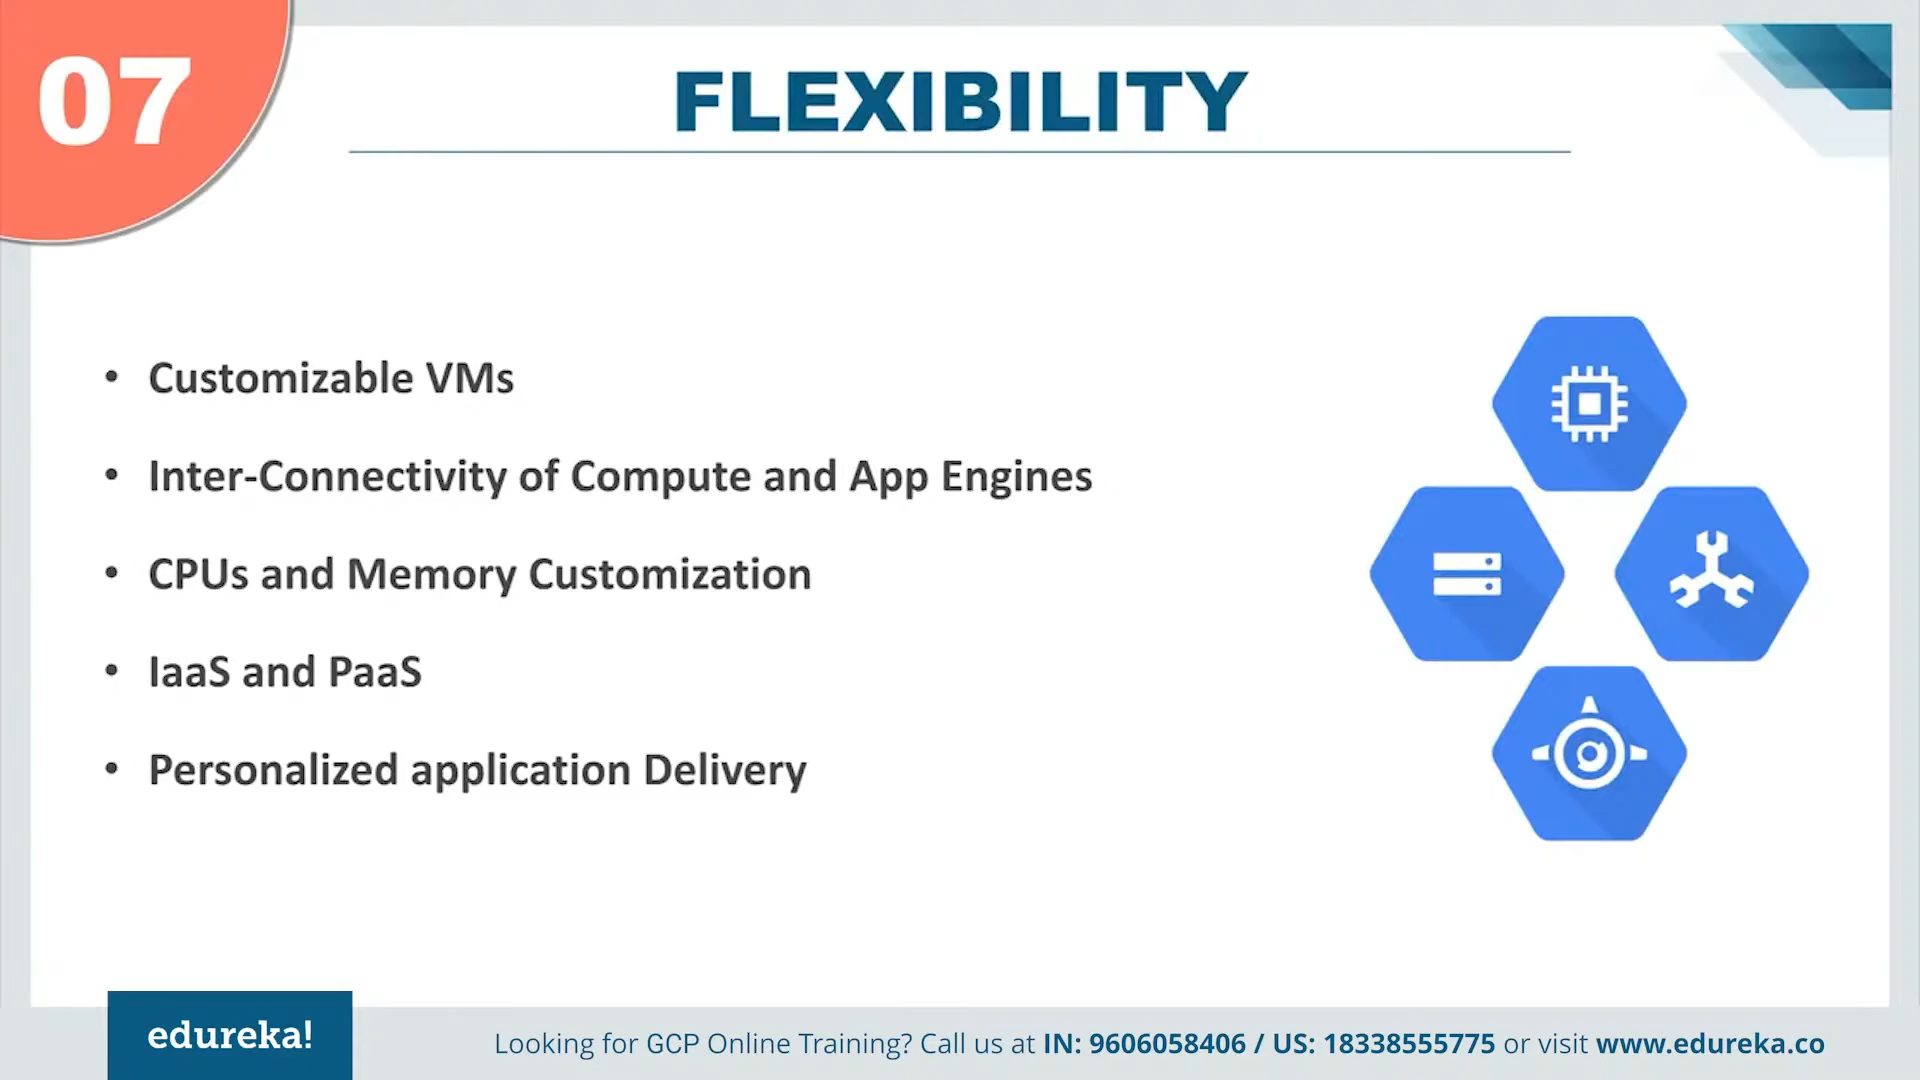 07
FLEXIBILITY
• Customizable VMs
• Inter-Connectivity of Compute and App Engines
• CPUs and Memory Customization
• IaaS and PaaS
• Personalized application Delivery
edureka!
Looking for GCP Online Training? Call us at IN: 9606058406 / US: 18338555775 or visit www.edureka.co